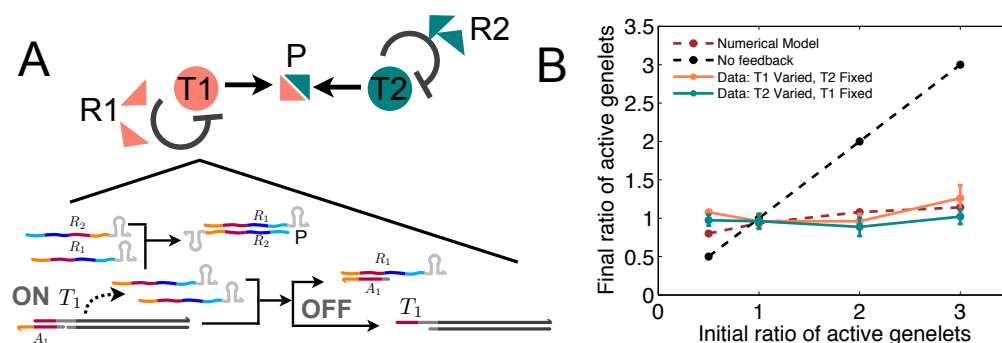 A
R1
T1
P
T2
R2
R2
R1
R1
R2
P
ON
T1
A1
OFF
R1
A1
T1
B
Numerical Model
No feedback
Data: T1 Varied, T2 Fixed
Data: T2 Varied, T1 Fixed
Final ratio of active genelets
3.5
3
2.5
2
1.5
1
0.5
0
0
1
2
3
Initial ratio of active genelets